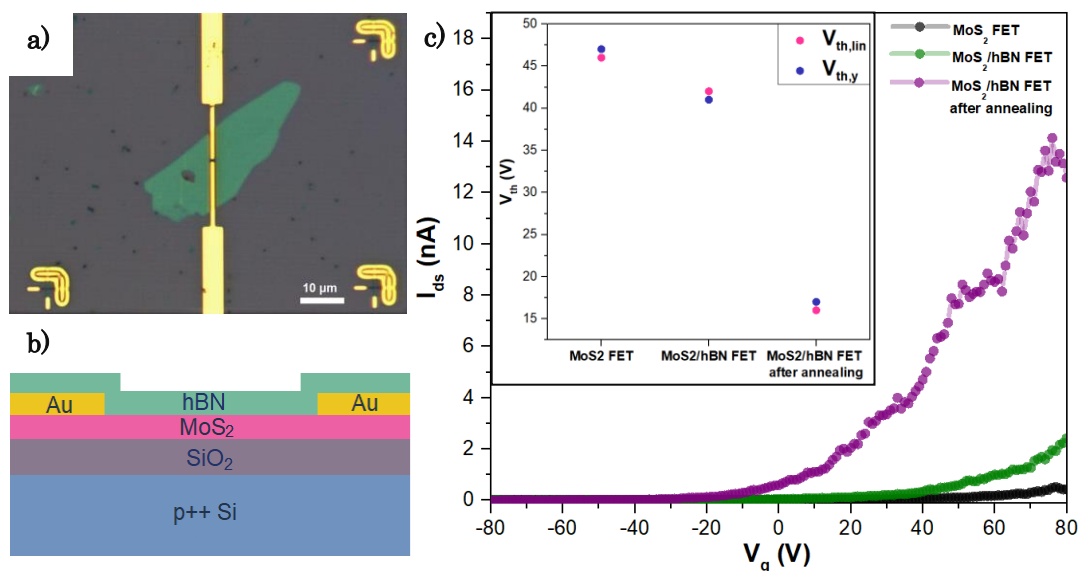 a)
10 μm
b)
Au
hBN
Au
MoS2
SiO2
p++ Si
c)
Ids (nA)
18
16
14
12
10
8
6
4
2
0
-80
-60
-40
-20
0
20
40
60
80
Vg (V)
MoS2 FET
MoS2/hBN FET
MoS2/hBN FET
after annealing
Vth (V)
50
45
40
35
30
25
20
15
Vth,lin
Vth,y
MoS2 FET
MoS2/hBN FET
MoS2/hBN FET
after annealing